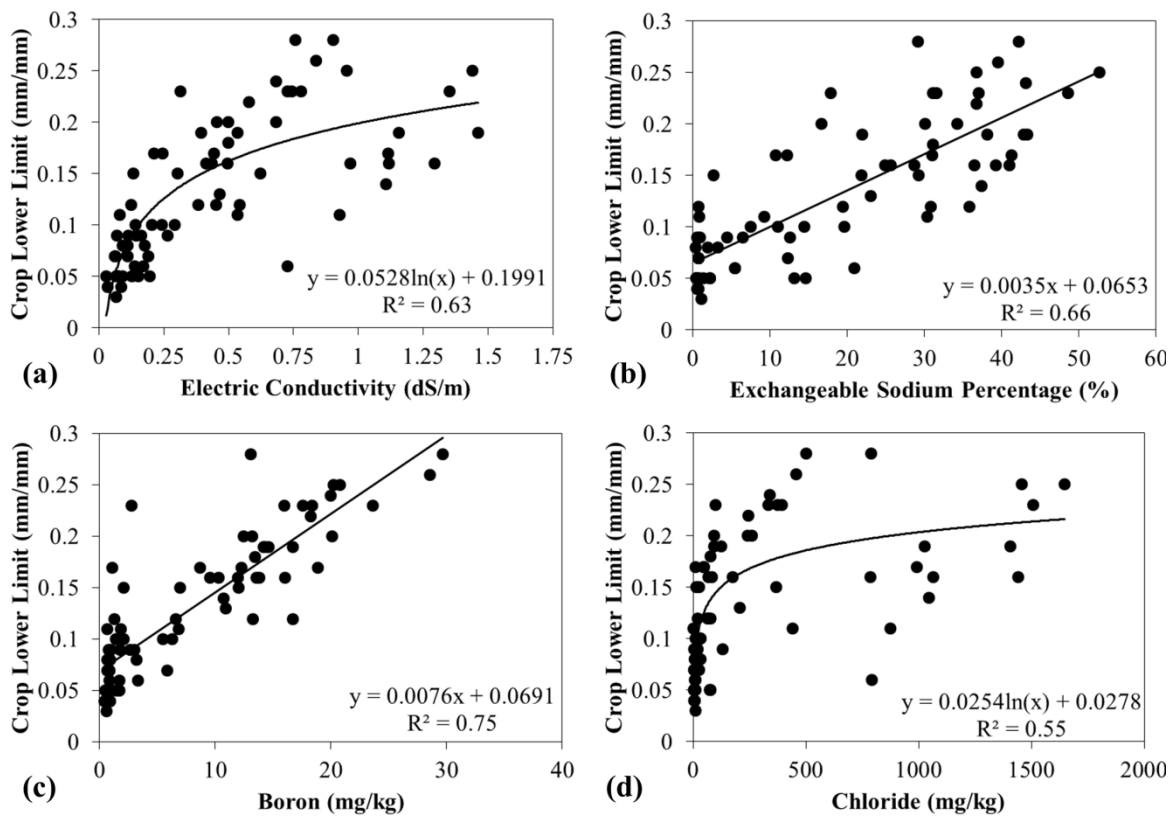 0.3
0.25
0.2
0.15
0.1
0.05
0
Crop Lower Limit (mm/mm)
y = 0.0528ln(x) + 0.1991
R² = 0.63
0 0.25 0.5 0.75 1 1.25 1.5 1.75
(a)
Electric Conductivity (dS/m)
0.3
0.25
0.2
0.15
0.1
0.05
0
Crop Lower Limit (mm/mm)
y = 0.0035x + 0.0653
R² = 0.66
0 10 20 30 40 50 60
(b)
Exchangeable Sodium Percentage (%)
0.3
0.25
0.2
0.15
0.1
0.05
0
Crop Lower Limit (mm/mm)
y = 0.0076x + 0.0691
R² = 0.75
0 10 20 30 40
(c)
Boron (mg/kg)
0.3
0.25
0.2
0.15
0.1
0.05
0
Crop Lower Limit (mm/mm)
y = 0.0254ln(x) + 0.0278
R² = 0.55
0 500 1000 1500 2000
(d)
Chloride (mg/kg)